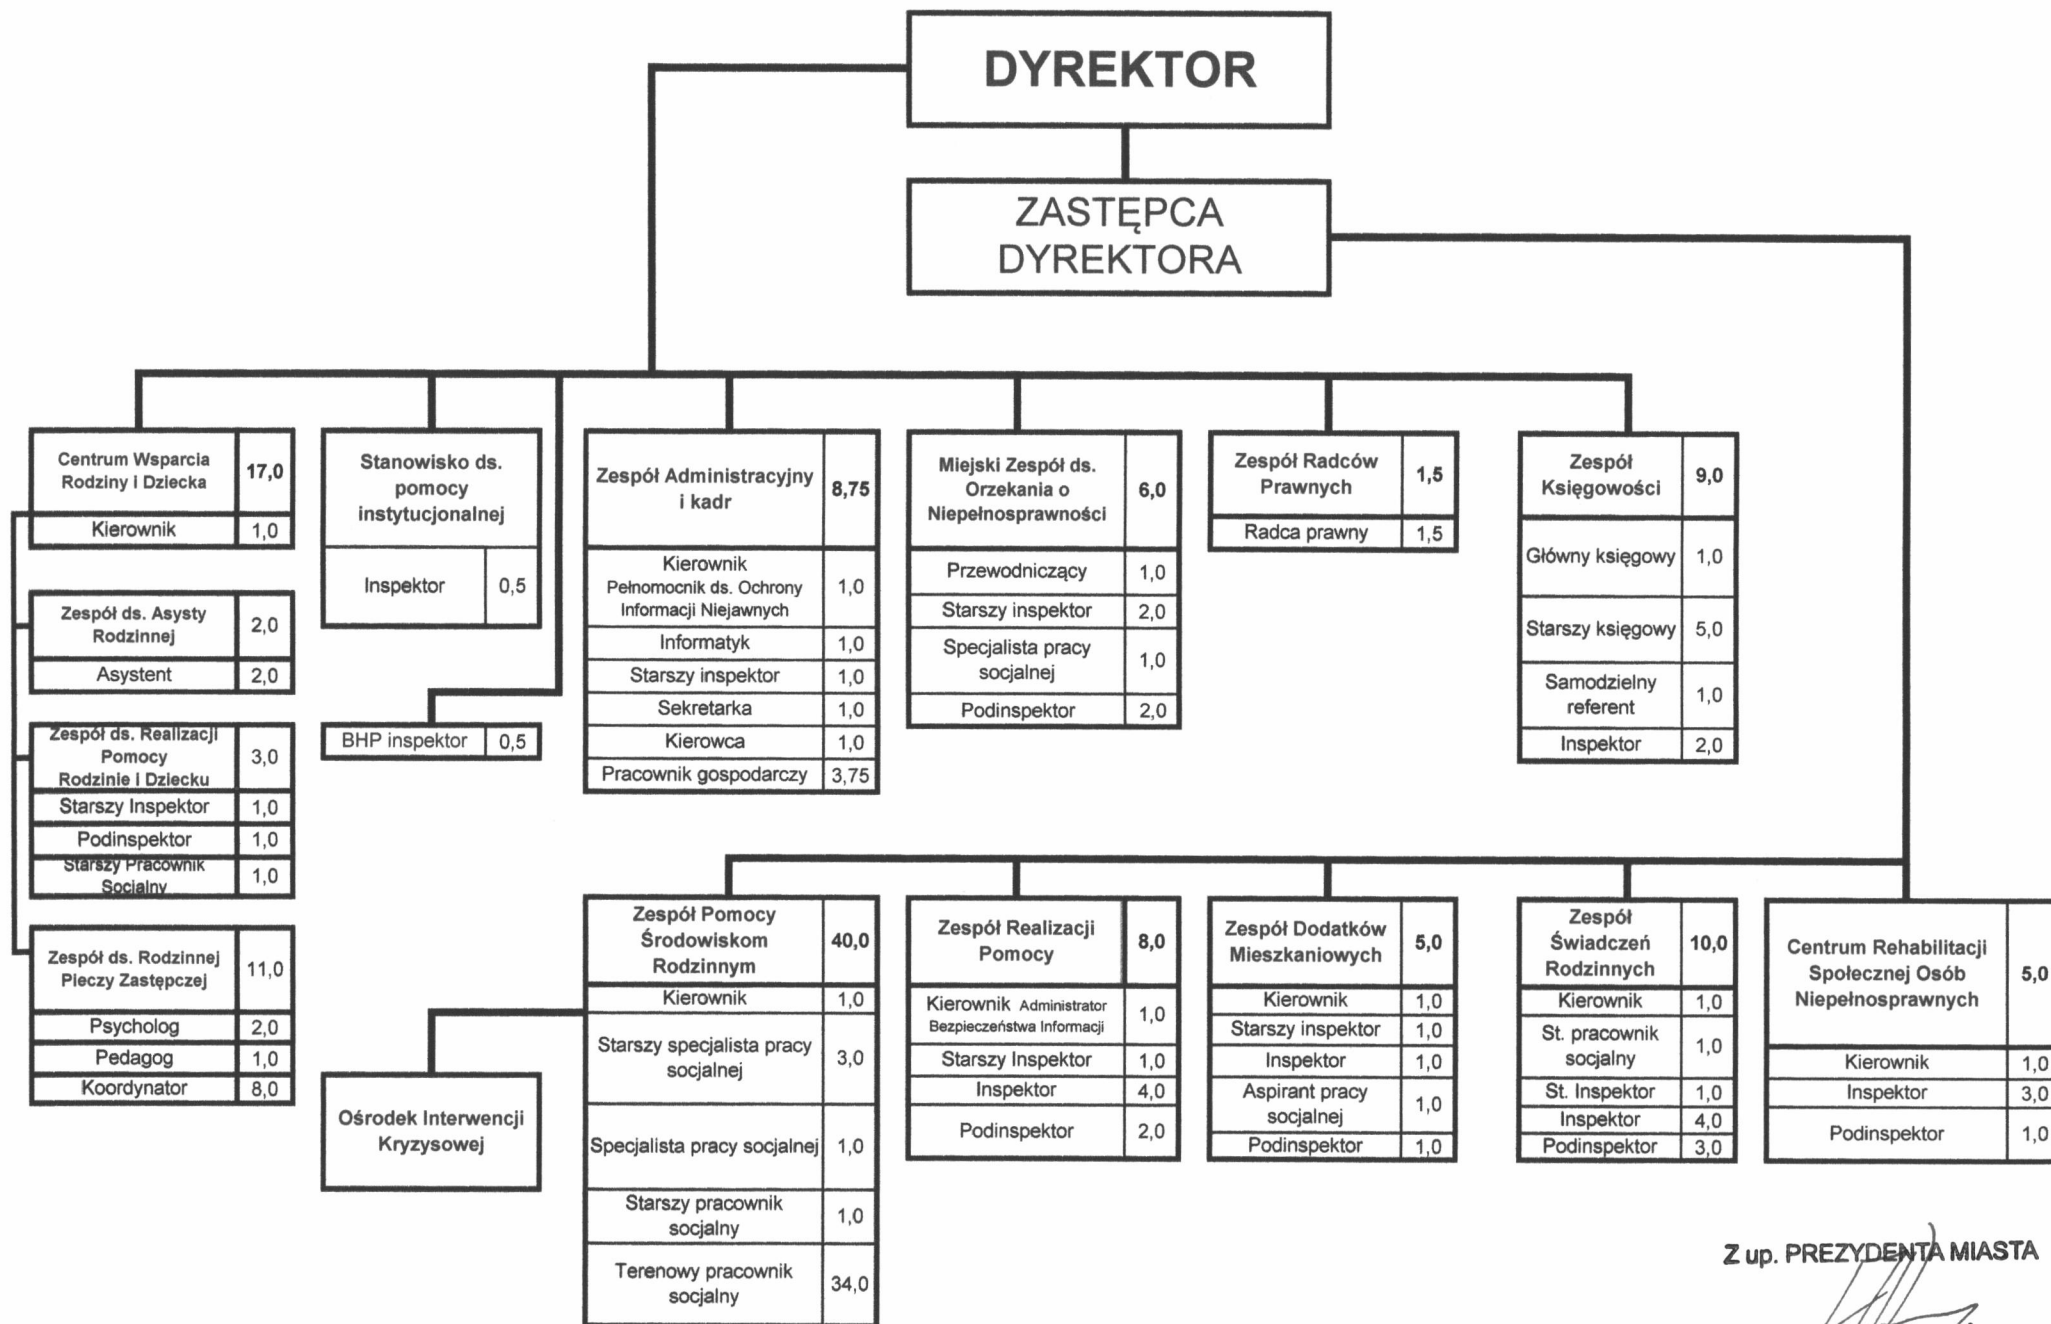 DYREKTOR
ZASTĘPCA
DYREKTORA
Centrum Wsparcia
Rodziny i Dziecka
17,0
Kierownik 1,0
Zespół ds. Asysty
Rodzinnej
2,0
Asystent 2,0
Zespół ds. Realizacji
Pomocy
Rodzinie i Dziecku
3,0
Starszy Inspektor 1,0
Podinspektor 1,0
Starszy Pracownik
Socjalny
1,0
Zespół ds. Rodzinnej
Pieczy Zastępczej
11,0
Psycholog 2,0
Pedagog 1,0
Koordynator 8,0
Stanowisko ds.
pomocy
instytucjonalnej
Inspektor 0,5
BHP inspektor 0,5
Zespół Administracyjny
i kadr
8,75
Kierownik
Pełnomocnik ds. Ochrony
Informacji Niejawnych
1,0
Informatyk 1,0
Starszy inspektor 1,0
Sekretarka 1,0
Kierowca 1,0
Pracownik gospodarczy 3,75
Miejski Zespół ds.
Orzekania o
Niepełnosprawności
6,0
Przewodniczący 1,0
Starszy inspektor 2,0
Specjalista pracy
socjalnej
1,0
Podinspektor 2,0
Zespół Radców
Prawnych
1,5
Radca prawny 1,5
Zespół
Księgowości
9,0
Główny księgowy 1,0
Starszy księgowy 5,0
Samodzielny
referent
1,0
Inspektor 2,0
Ośrodek Interwencji
Kryzysowej
Zespół Pomocy
Środowiskom
Rodzinnym
40,0
Kierownik 1,0
Starszy specjalista pracy
socjalnej
3,0
Specjalista pracy socjalnej 1,0
Starszy pracownik
socjalny
1,0
Terenowy pracownik
socjalny
34,0
Zespół Realizacji
Pomocy
8,0
Kierownik Administrator
Bezpieczeństwa Informacji
1,0
Starszy Inspektor 1,0
Inspektor 4,0
Podinspektor 2,0
Zespół Dodatków
Mieszkaniowych
5,0
Kierownik 1,0
Starszy inspektor 1,0
Inspektor 1,0
Aspirant pracy
socjalnej
1,0
Podinspektor 1,0
Zespół
Świadczeń
Rodzinnych
10,0
Kierownik 1,0
St. pracownik
socjalny
1,0
St. Inspektor 1,0
Inspektor 4,0
Podinspektor 3,0
Centrum Rehabilitacji
Społecznej Osób
Niepełnosprawnych
5,0
Kierownik 1,0
Inspektor 3,0
Podinspektor 1,0
Z up. PREZYDENTA MIASTA